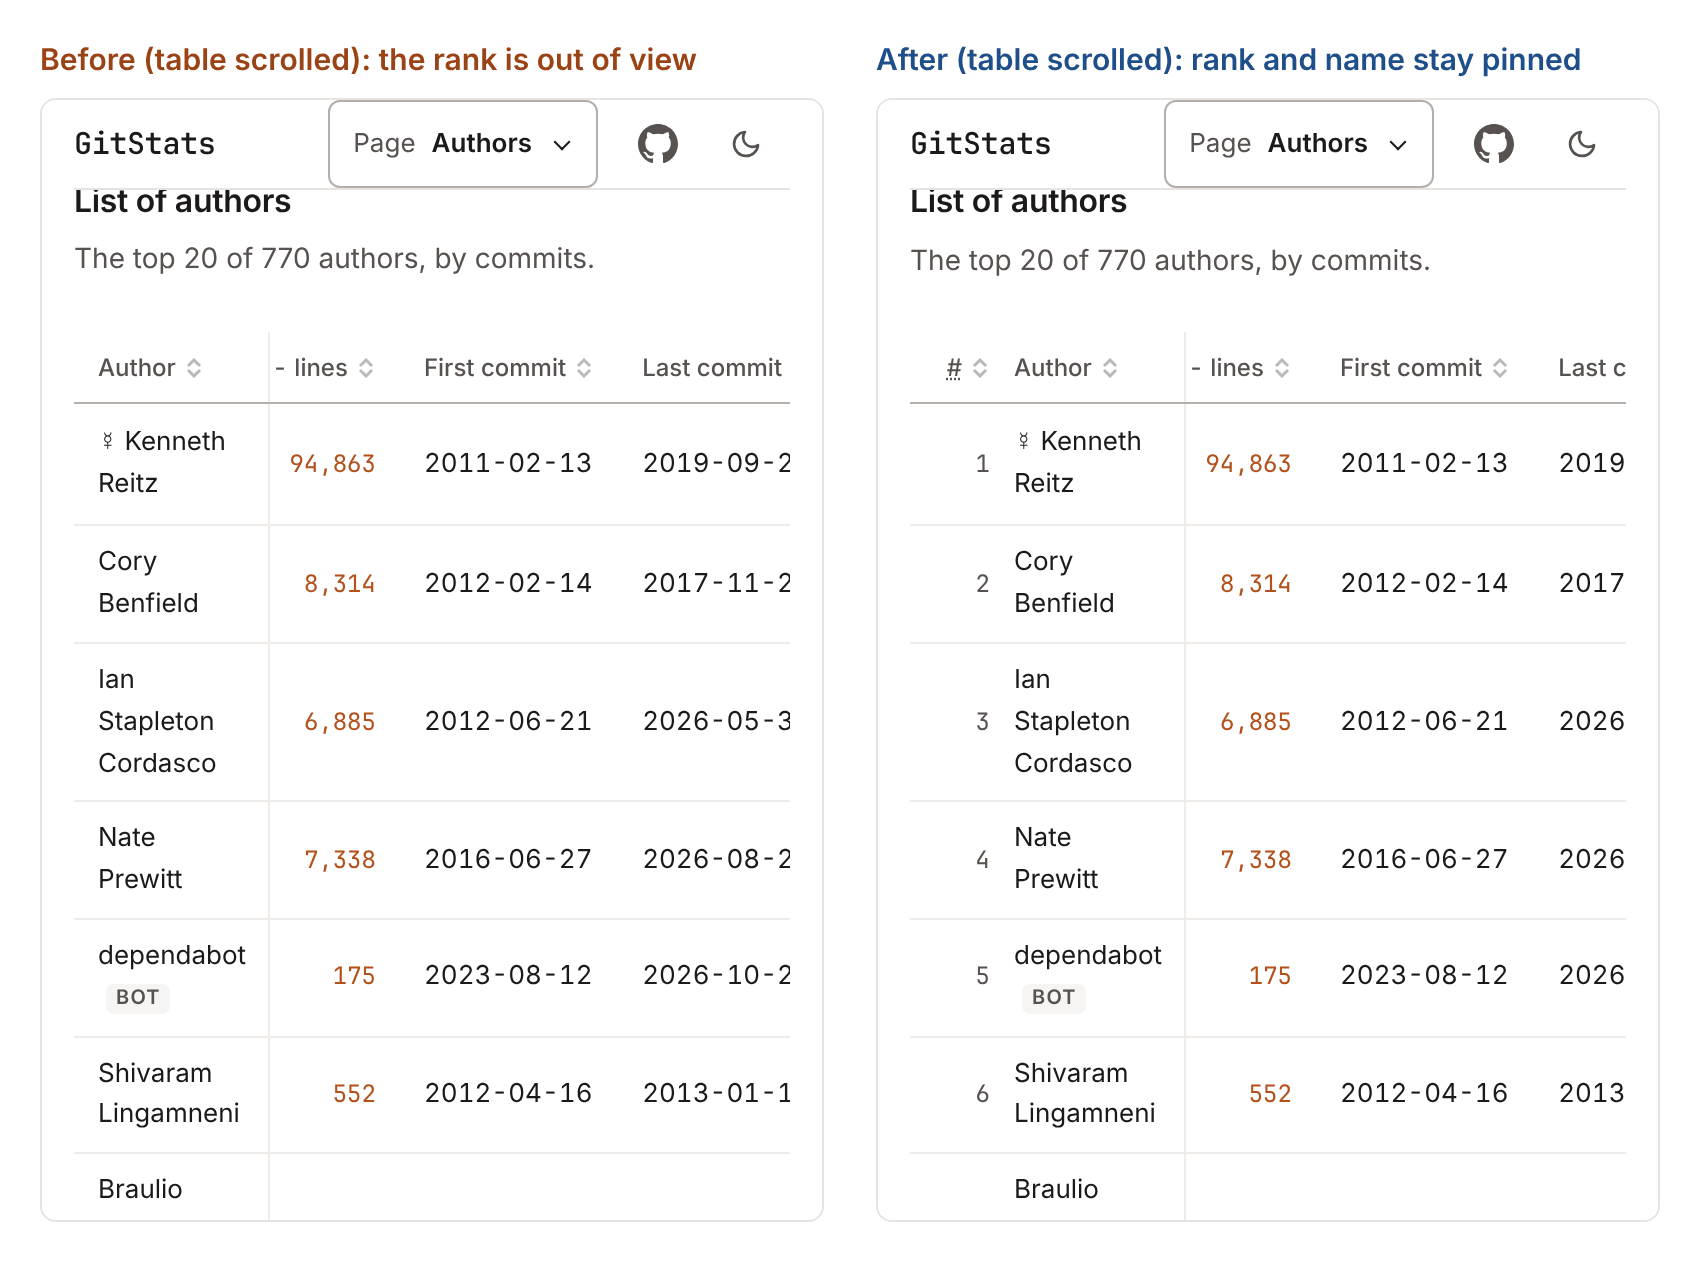 Before (table scrolled): the rank is out of view
GitStats
Page Authors
List of authors
The top 20 of 770 authors, by commits.
Author - lines First commit Last commit
☿ Kenneth Reitz 94,863 2011-02-13 2019-09-2
Cory Benfield 8,314 2012-02-14 2017-11-2
Ian Stapleton Cordasco 6,885 2012-06-21 2026-05-3
Nate Prewitt 7,338 2016-06-27 2026-08-2
dependabot BOT 175 2023-08-12 2026-10-2
Shivaram Lingamneni 552 2012-04-16 2013-01-1
Braulio
After (table scrolled): rank and name stay pinned
GitStats
Page Authors
List of authors
The top 20 of 770 authors, by commits.
# Author - lines First commit Last c
1 ☿ Kenneth Reitz 94,863 2011-02-13 2019
2 Cory Benfield 8,314 2012-02-14 2017
3 Ian Stapleton Cordasco 6,885 2012-06-21 2026
4 Nate Prewitt 7,338 2016-06-27 2026
5 dependabot BOT 175 2023-08-12 2026
6 Shivaram Lingamneni 552 2012-04-16 2013
Braulio